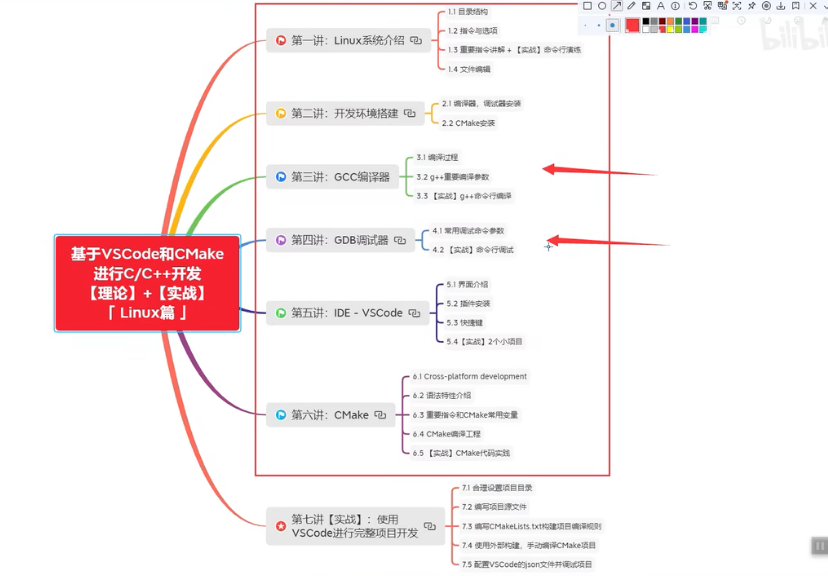 基于VSCode和CMake
进行C/C++开发
【理论】+【实战】
「 Linux篇 」
第一讲：Linux系统介绍
1.1 目录结构
1.2 指令与选项
1.3 重要指令讲解 + 【实战】命令行演练
1.4 文件编辑
第二讲：开发环境搭建
2.1 编译器，调试器安装
2.2 CMake安装
第三讲：GCC编译器
3.1 编译过程
3.2 g++重要编译参数
3.3 【实战】g++命令行编译
第四讲：GDB调试器
4.1 常用调试命令参数
4.2 【实战】命令行调试
第五讲：IDE - VSCode
5.1 界面介绍
5.2 插件安装
5.3 快捷键
5.4【实战】2个小项目
第六讲：CMake
6.1 Cross-platform development
6.2 语法特性介绍
6.3 重要指令和CMake常用变量
6.4 CMake编译工程
6.5 【实战】CMake代码实践
第七讲【实战】：使用
VSCode进行完整项目开发
7.1 合理设置项目目录
7.2 编写项目源文件
7.3 编写CMakeLists.txt构建项目编译规则
7.4 使用外部构建，手动编译CMake项目
7.5 配置VSCode的json文件并调试项目
bilibili